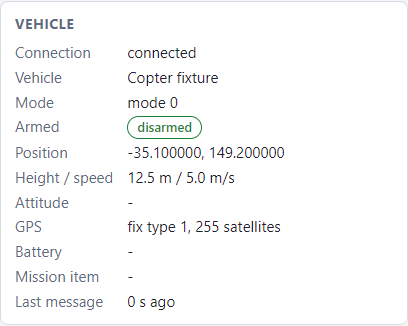 VEHICLE
Connection connected
Vehicle Copter fixture
Mode mode 0
Armed disarmed
Position -35.100000, 149.200000
Height / speed 12.5 m / 5.0 m/s
Attitude -
GPS fix type 1, 255 satellites
Battery -
Mission item -
Last message 0 s ago